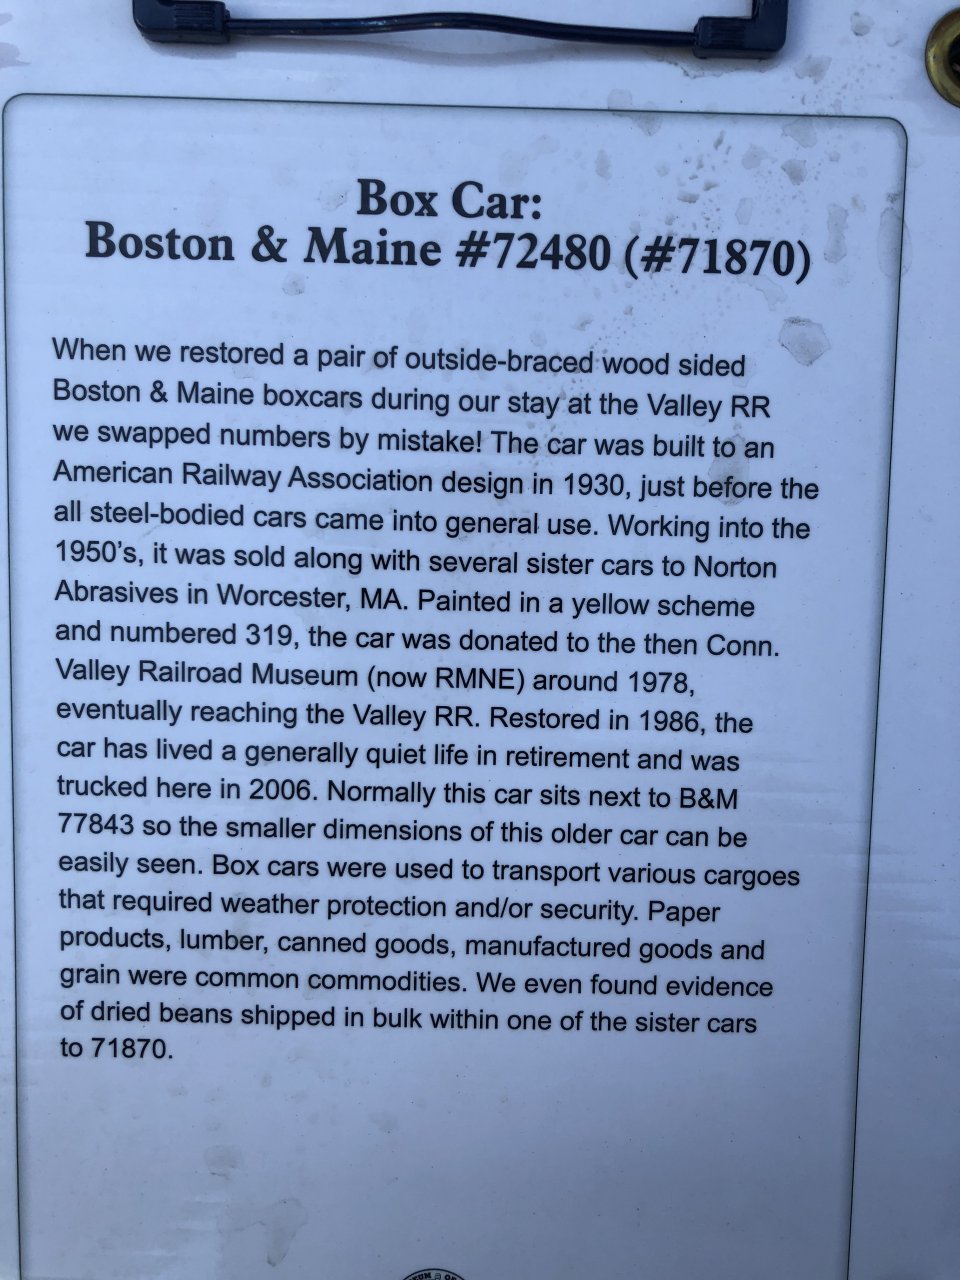 Box Car:
Boston & Maine #72480 (#71870)
When we restored a pair of outside-braced wood sided
Boston & Maine boxcars during our stay at the Valley RR
we swapped numbers by mistake! The car was built to an
American Railway Association design in 1930, just before the
all steel-bodied cars came into general use. Working into the
1950's, it was sold along with several sister cars to Norton
Abrasives in Worcester, MA. Painted in a yellow scheme
and numbered 319, the car was donated to the then Conn.
Valley Railroad Museum (now RMNE) around 1978,
eventually reaching the Valley RR. Restored in 1986, the
car has lived a generally quiet life in retirement and was
trucked here in 2006. Normally this car sits next to B&M
77843 so the smaller dimensions of this older car can be
easily seen. Box cars were used to transport various cargoes
that required weather protection and/or security. Paper
products, lumber, canned goods, manufactured goods and
grain were common commodities. We even found evidence
of dried beans shipped in bulk within one of the sister cars
to 71870.